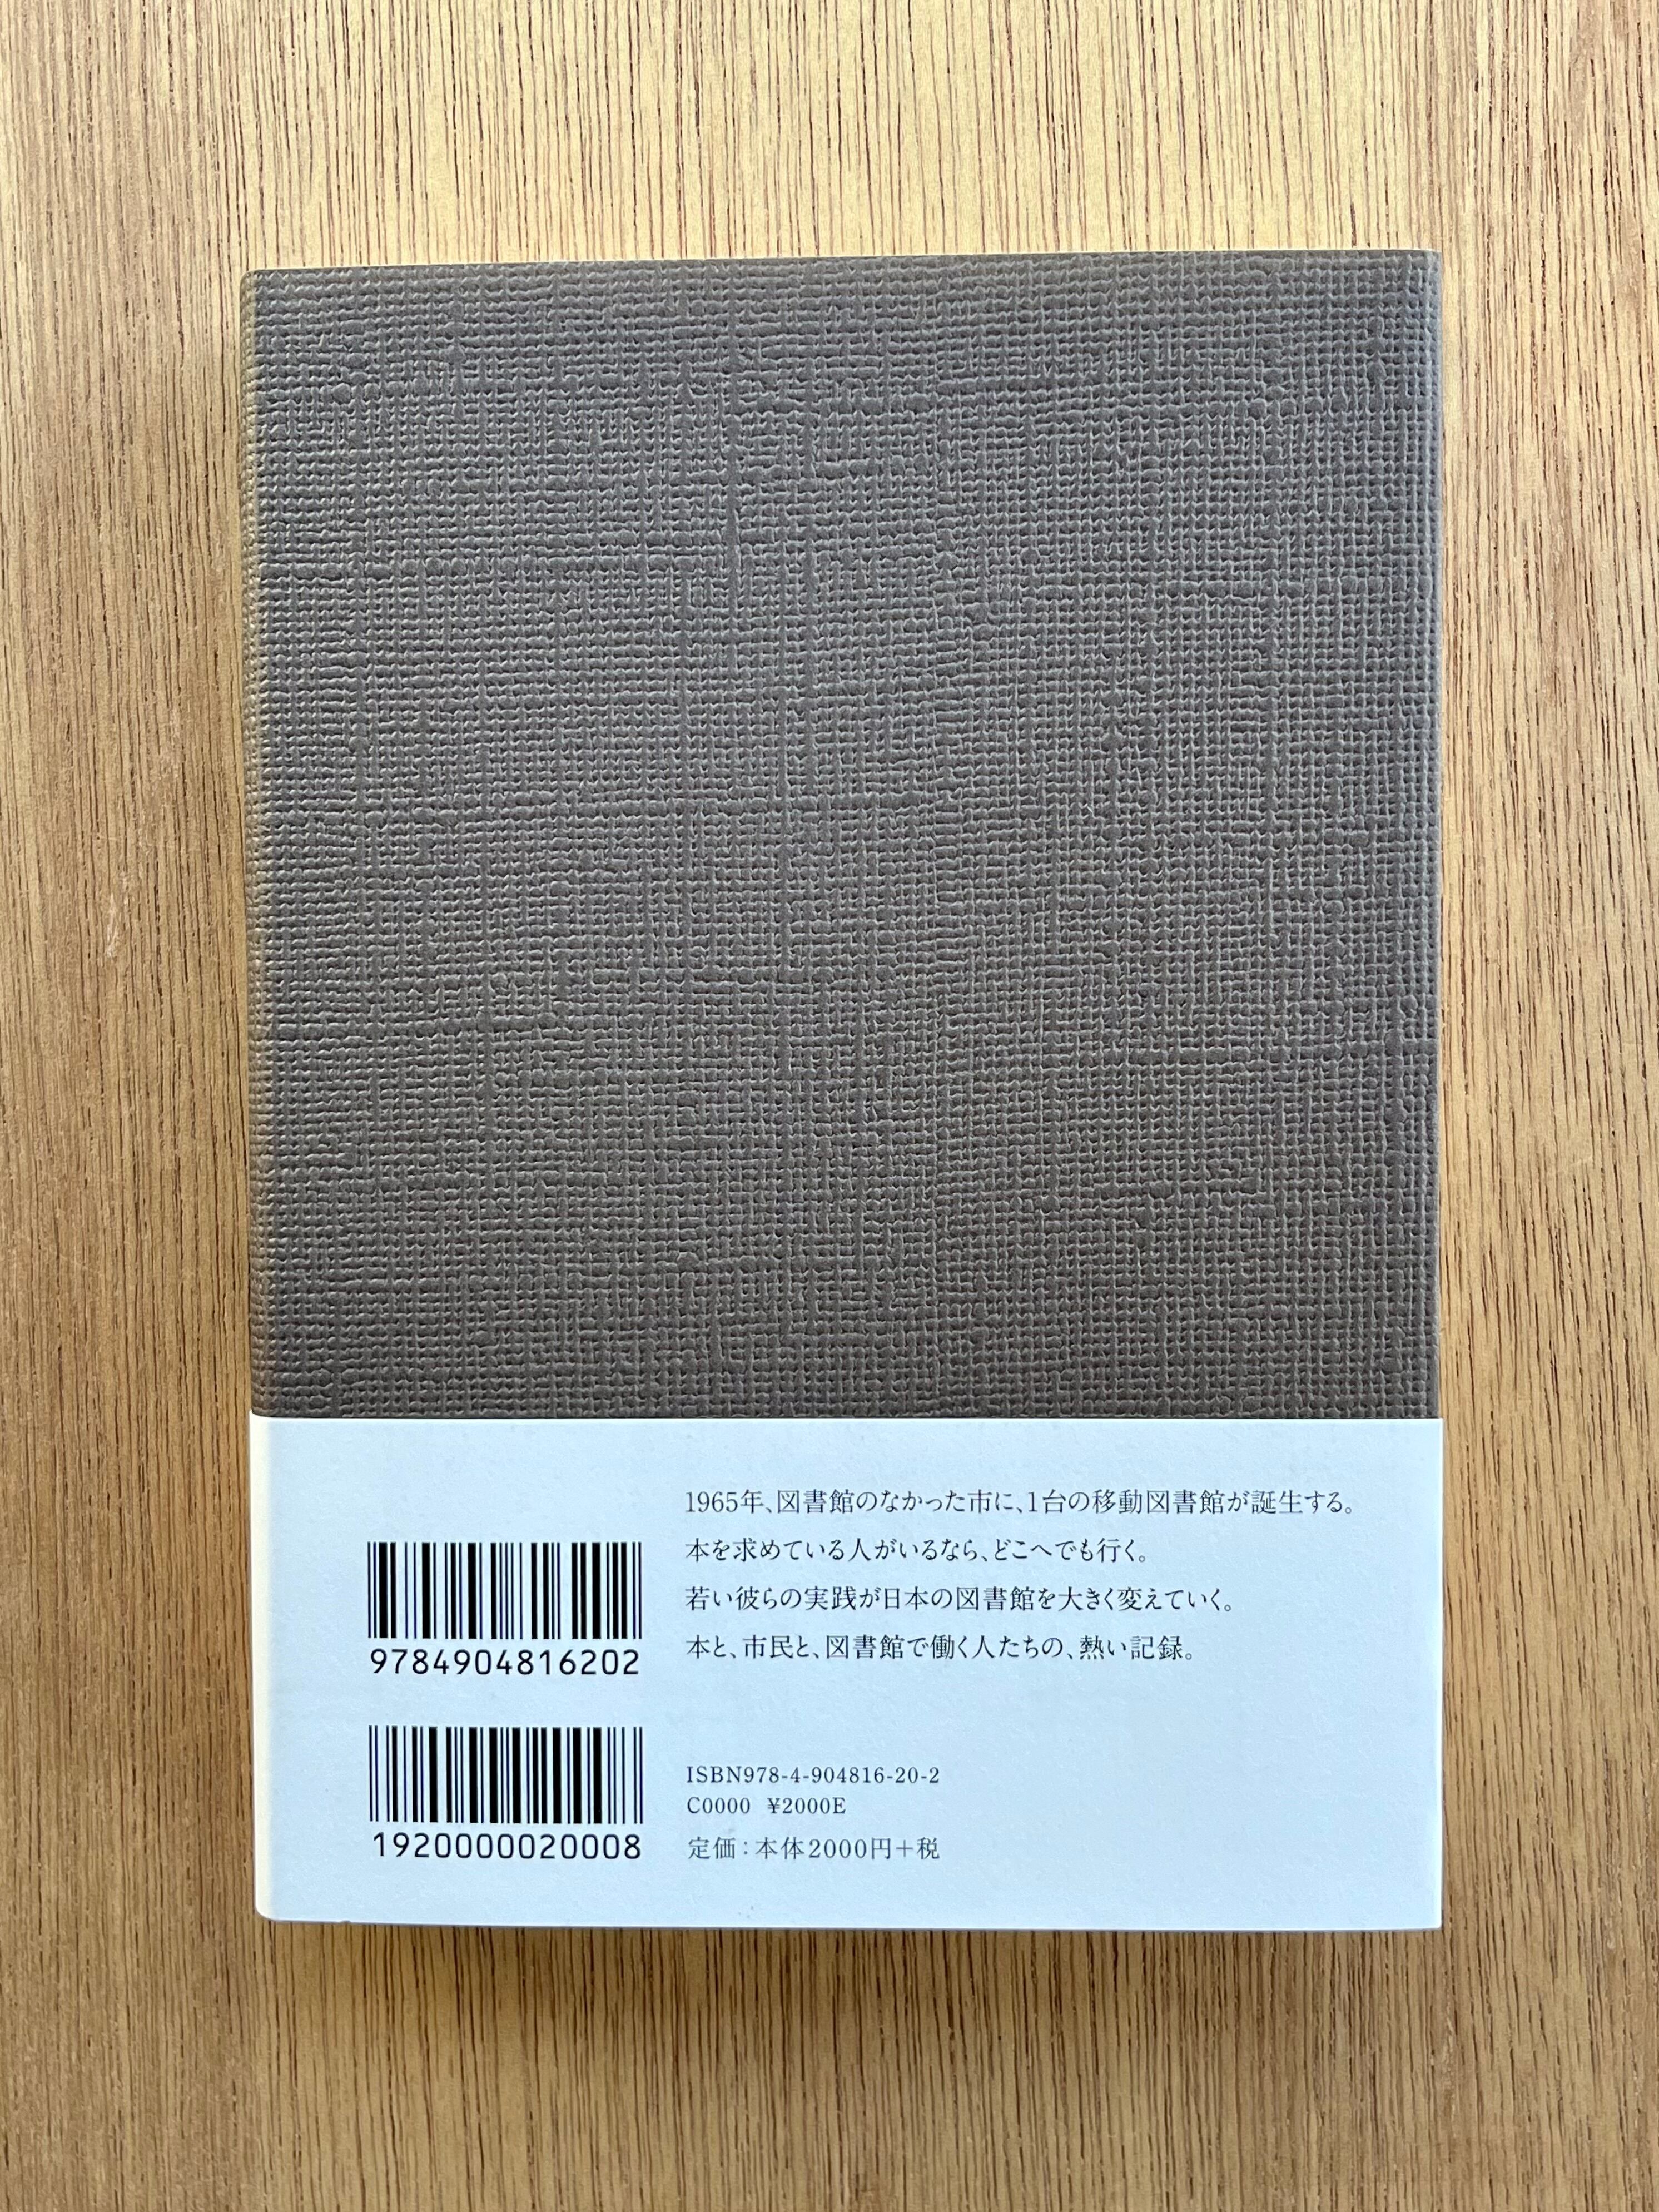 1965年、図書館のなかった市に、1台の移動図書館が誕生する。
本を求めている人がいるなら、どこへでも行く。
若い彼らの実践が日本の図書館を大きく変えていく。
本と、市民と、図書館で働く人たちの、熱い記録。
9784904816202
1920000020008
ISBN978-4-904816-20-2
C0000 ¥2000E
定価：本体2000円＋税